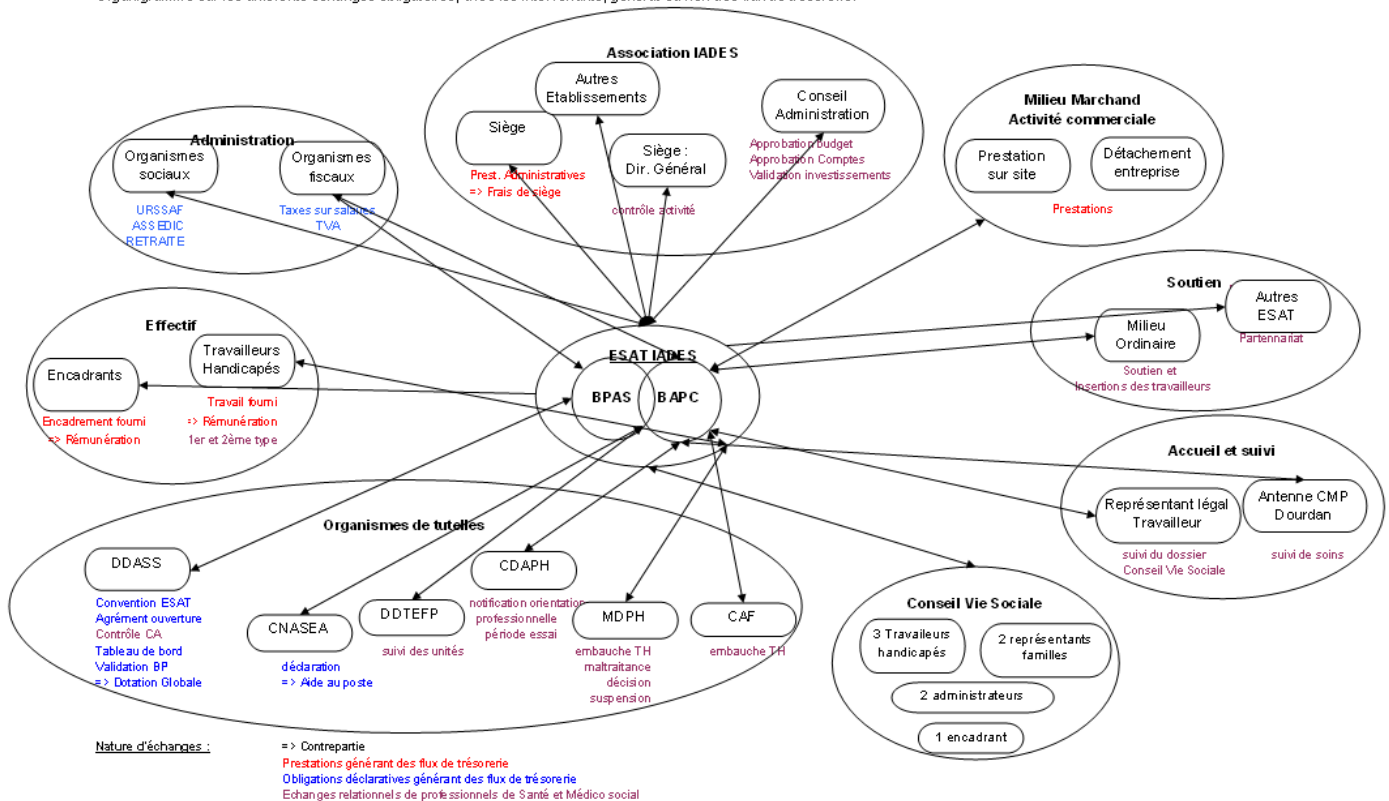 Association IADES
Autres
Etablissements
Siège
Siège :
Dir. Général
Conseil
Administration
Prest. Administratives
=> Frais de siège
contrôle activité
Approbation budget
Approbation Comptes
Validation investissements
Milieu Marchand
Activité commerciale
Prestation
sur site
Détachement
entreprise
Prestations
Administration
Organismes
sociaux
Organismes
fiscaux
URSSAF
ASSEDIC
RETRAITE
Taxes sur salaires
TVA
Soutien
Autres
ESAT
Milieu
Ordinaire
Partennariat
Soutien et
Insertions des travailleurs
Effectif
Encadrants
Travailleurs
Handicapés
Encadrement fourni
=> Rémunération
Travail fourni
=> Rémunération
1er et 2ème type
ESAT IADES
BPAS
BAPC
Accueil et suivi
Représentant légal
Travailleur
Antenne CMP
Dourdan
suivi du dossier
Conseil Vie Sociale
suivi de soins
Organismes de tutelles
DDASS
Convention ESAT
Agrément ouverture
Contrôle CA
Tableau de bord
Validation BP
=> Dotation Globale
CNASEA
déclaration
=> Aide au poste
DDTEFP
suivi des unités
CDAPH
notification orientation
professionnelle
période essai
MDPH
embauche TH
maltraitance
décision
suspension
CAF
embauche TH
Conseil Vie Sociale
3 Travaileurs
handicapés
2 représentants
familles
2 administrateurs
1 encadrant
Nature d'échanges :
=> Contrepartie
Prestations générant des flux de trésorerie
Obligations déclaratives générant des flux de trésorerie
Echanges relationnels de professionnels de Santé et Médico social